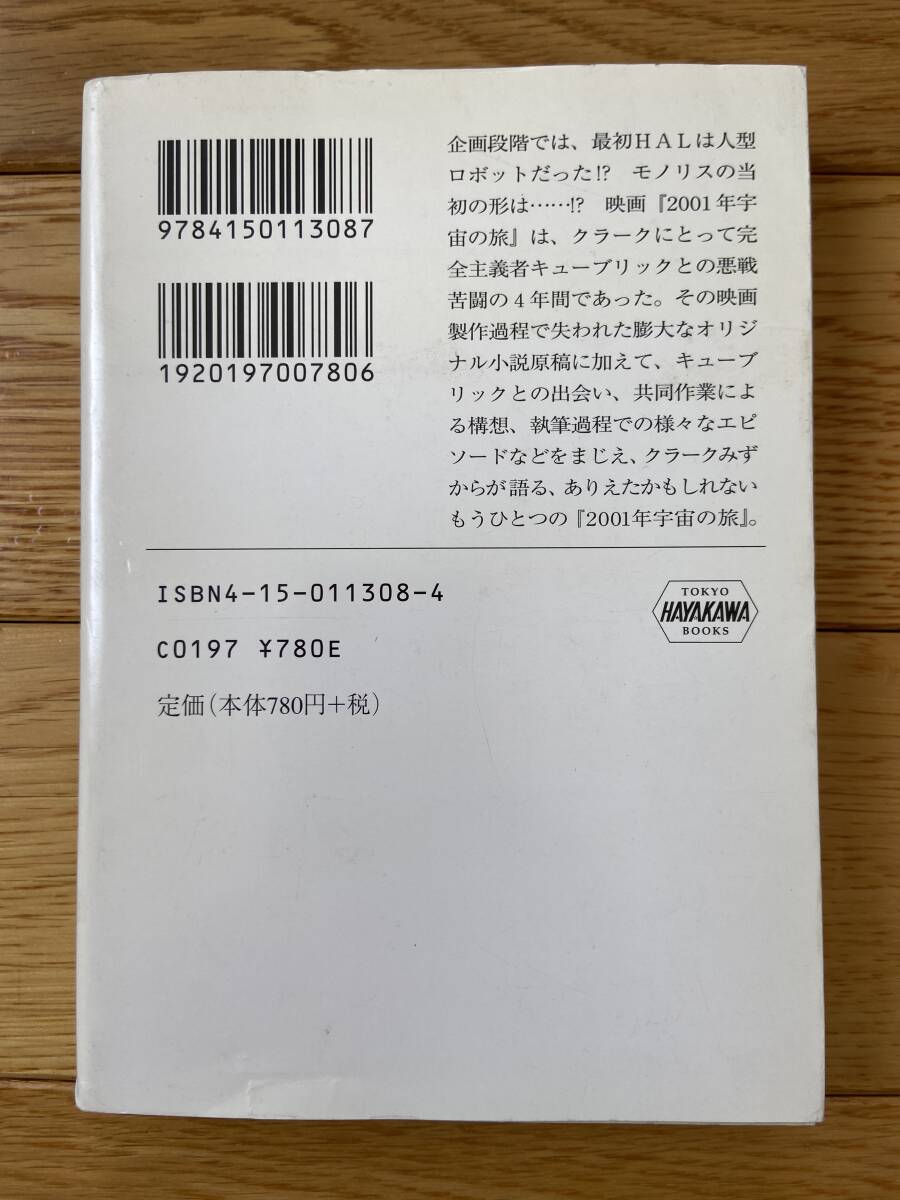 9784150113087
1920197007806
企画段階では、最初HALは人型
ロボットだった!? モノリスの当
初の形は……!? 映画『2001年宇
宙の旅』は、クラークにとって完
全主義者キューブリックとの悪戦
苦闘の4年間であった。その映画
製作過程で失われた膨大なオリジ
ナル小説原稿に加えて、キューブ
リックとの出会い、共同作業によ
る構想、執筆過程での様々なエピ
ソードなどをまじえ、クラークみず
からが語る、ありえたかもしれない
もうひとつの『2001年宇宙の旅』。
ISBN4-15-011308-4
C0197 ¥780E
定価(本体780円+税)
TOKYO
HAYAKAWA
BOOKS